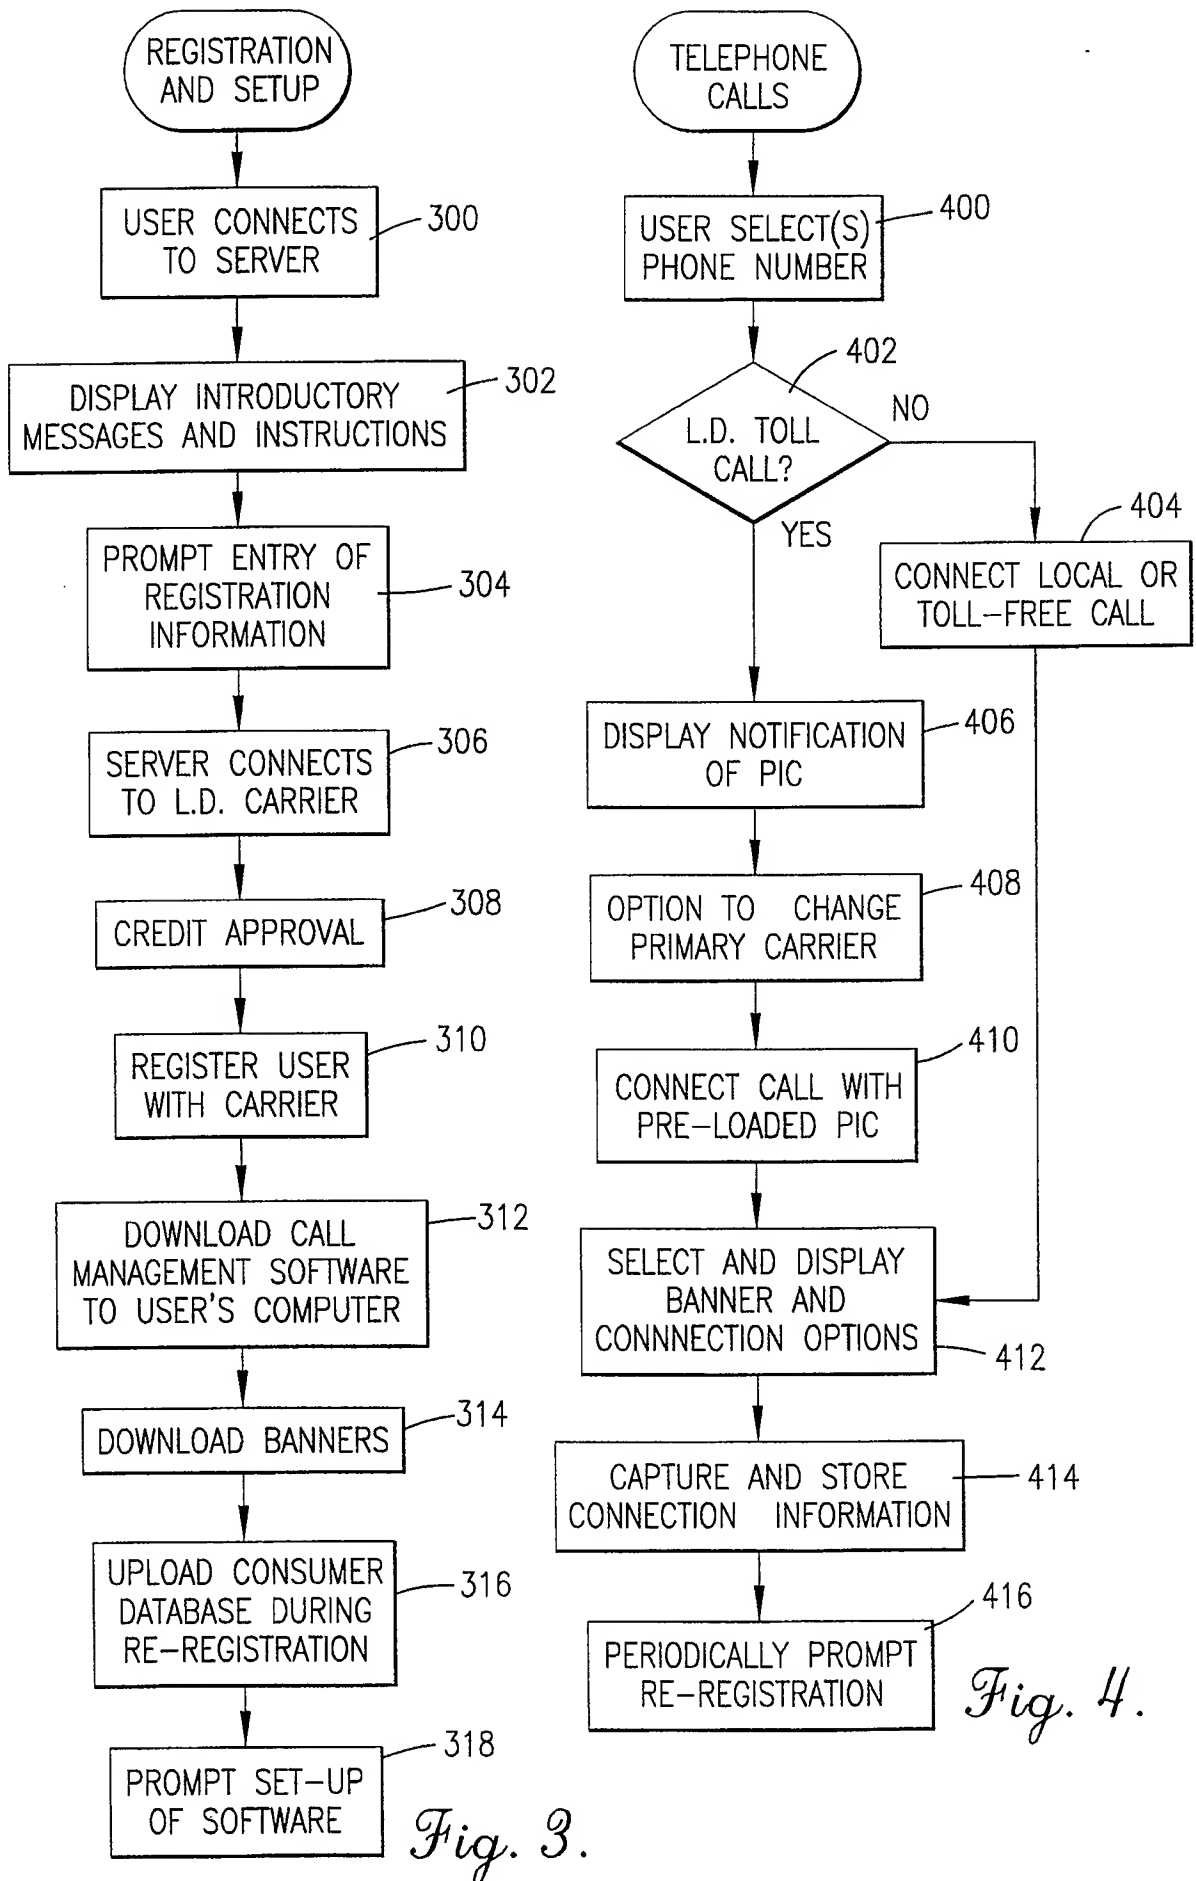 REGISTRATION
AND SETUP
USER CONNECTS
TO SERVER
300
DISPLAY INTRODUCTORY
MESSAGES AND INSTRUCTIONS
302
PROMPT ENTRY OF
REGISTRATION
INFORMATION
304
SERVER CONNECTS
TO L.D. CARRIER
306
CREDIT APPROVAL
308
REGISTER USER
WITH CARRIER
310
DOWNLOAD CALL
MANAGEMENT SOFTWARE
TO USER'S COMPUTER
312
DOWNLOAD BANNERS
314
UPLOAD CONSUMER
DATABASE DURING
RE-REGISTRATION
316
PROMPT SET-UP
OF SOFTWARE
318
Fig. 3.
TELEPHONE
CALLS
USER SELECT(S)
PHONE NUMBER
400
L.D. TOLL
CALL?
402
NO
YES
CONNECT LOCAL OR
TOLL-FREE CALL
404
DISPLAY NOTIFICATION
OF PIC
406
OPTION TO CHANGE
PRIMARY CARRIER
408
CONNECT CALL WITH
PRE-LOADED PIC
410
SELECT AND DISPLAY
BANNER AND
CONNNECTION OPTIONS
412
CAPTURE AND STORE
CONNECTION INFORMATION
414
PERIODICALLY PROMPT
RE-REGISTRATION
416
Fig. 4.